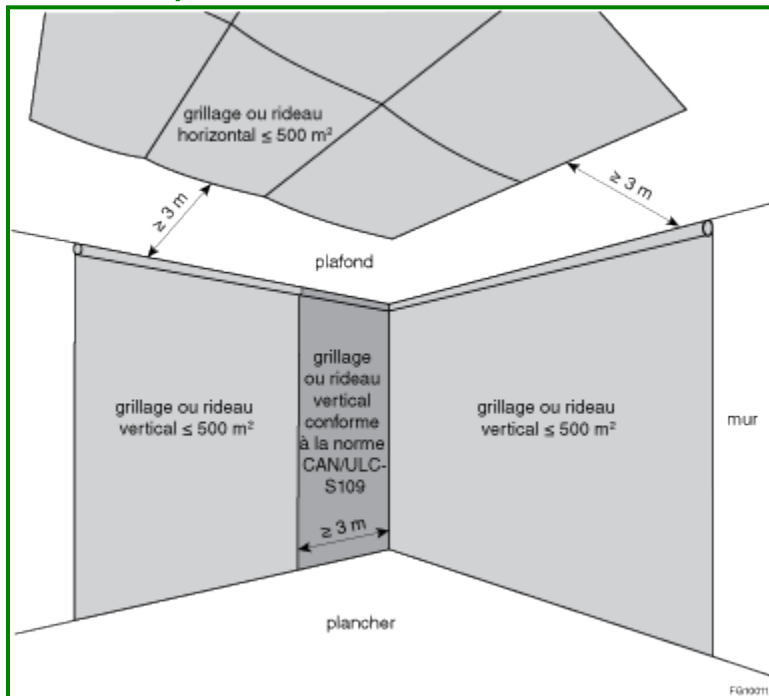 grillage ou rideau
horizontal ≤ 500 m²
≥ 3 m
≥ 3 m
plafond
grillage ou rideau
vertical ≤ 500 m²
grillage
ou rideau
vertical
conforme
à la norme
CAN/ULC-
S109
≥ 3 m
grillage ou rideau
vertical ≤ 500 m²
mur
plancher